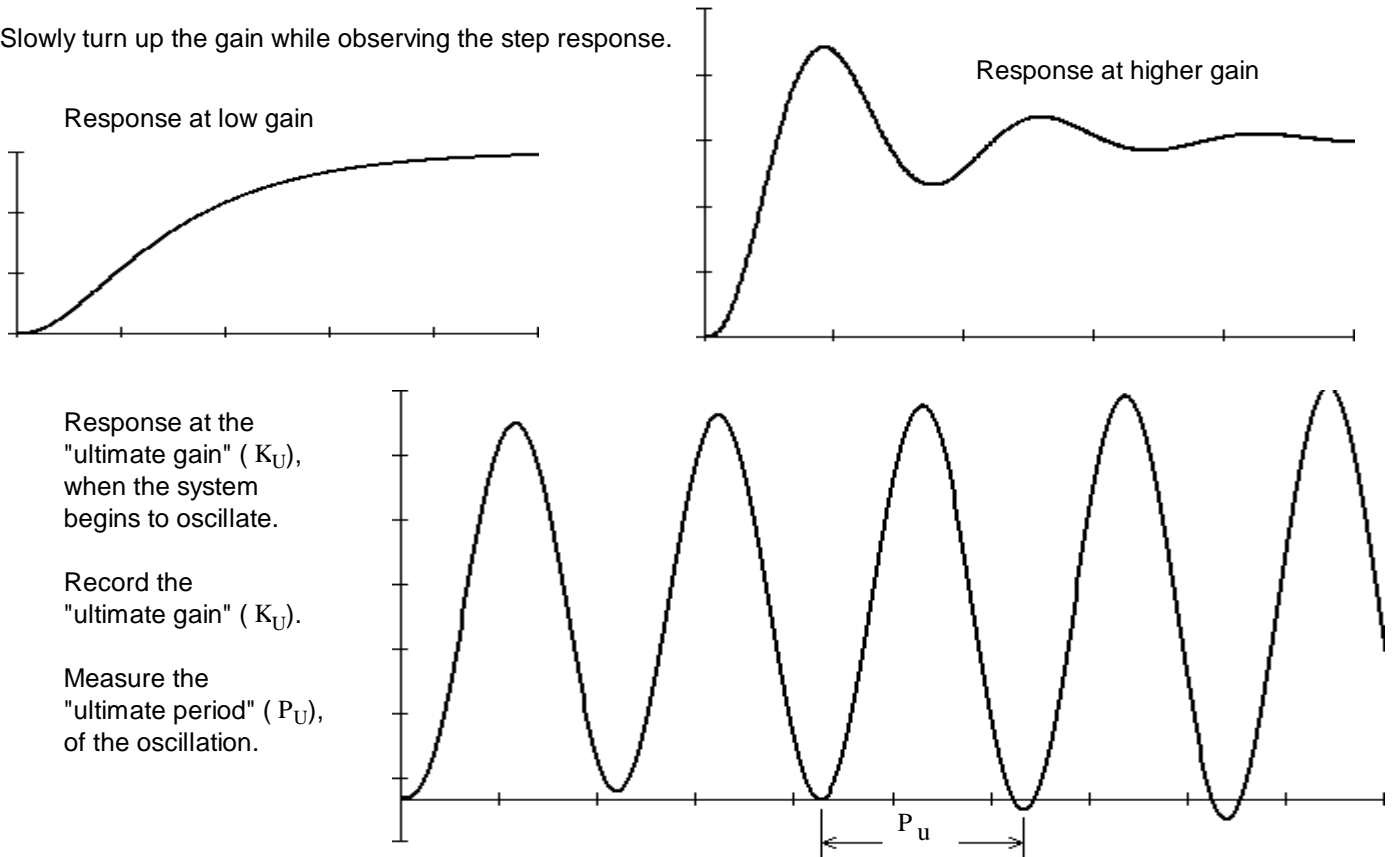 Slowly turn up the gain while observing the step response.
Response at low gain
Response at higher gain
Response at the
"ultimate gain" ( K_U),
when the system
begins to oscillate.
Record the
"ultimate gain" ( K_U).
Measure the
"ultimate period" ( P_U),
of the oscillation.
P_u